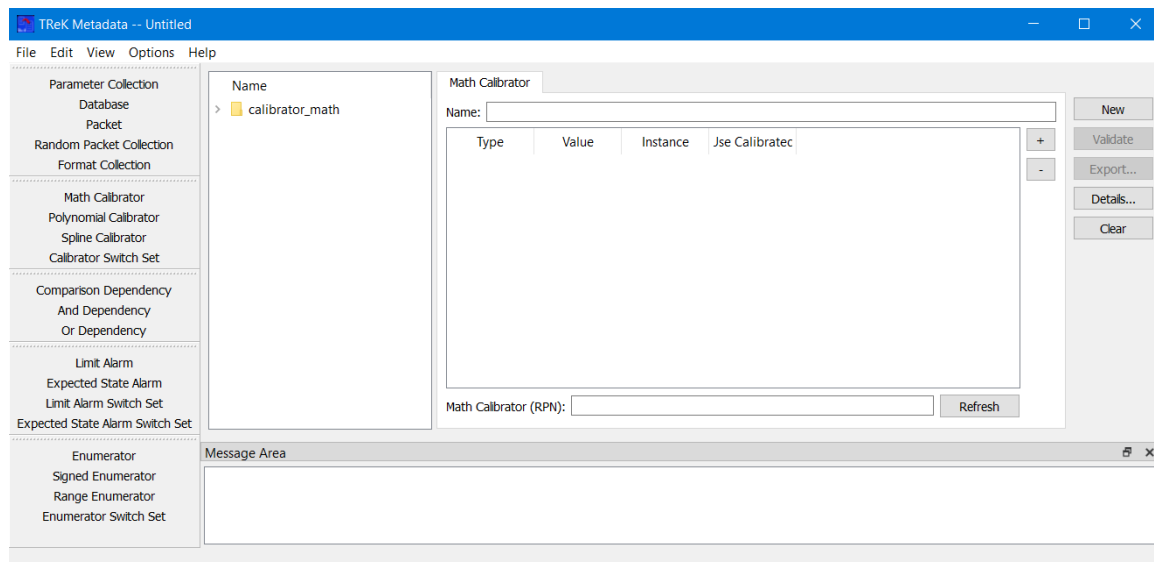 TReK Metadata -- Untitled
File Edit View Options Help
Parameter Collection
Database
Packet
Random Packet Collection
Format Collection
Math Calibrator
Polynomial Calibrator
Spline Calibrator
Calibrator Switch Set
Comparison Dependency
And Dependency
Or Dependency
Limit Alarm
Expected State Alarm
Limit Alarm Switch Set
Expected State Alarm Switch Set
Enumerator
Signed Enumerator
Range Enumerator
Enumerator Switch Set
Name
calibrator_math
Math Calibrator
Name:
Type Value Instance Jse Calibratec
+
-
Math Calibrator (RPN): Refresh
New
Validate
Export...
Details...
Clear
Message Area